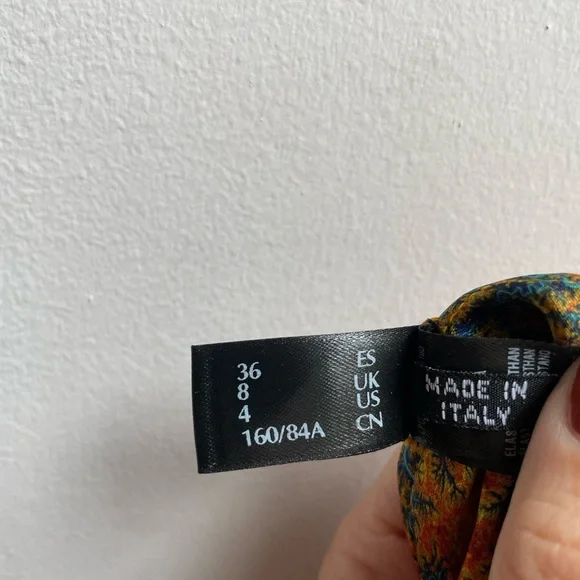 36 ES
8 UK
4 US
160/84A CN
MADE IN
ITALY